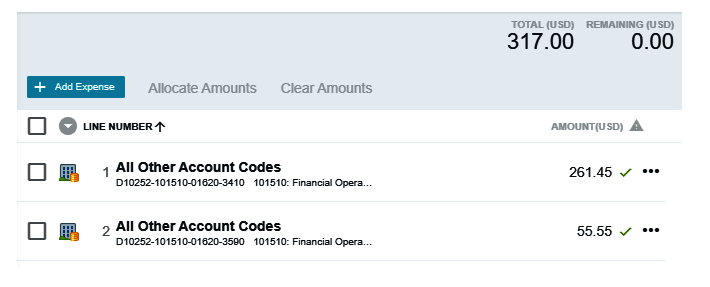 TOTAL (USD) REMAINING (USD)
317.00 0.00
+ Add Expense Allocate Amounts Clear Amounts
LINE NUMBER AMOUNT(USD)
1 All Other Account Codes 261.45
D10252-101510-01620-3410 101510: Financial Opera...
2 All Other Account Codes 55.55
D10252-101510-01620-3590 101510: Financial Opera...